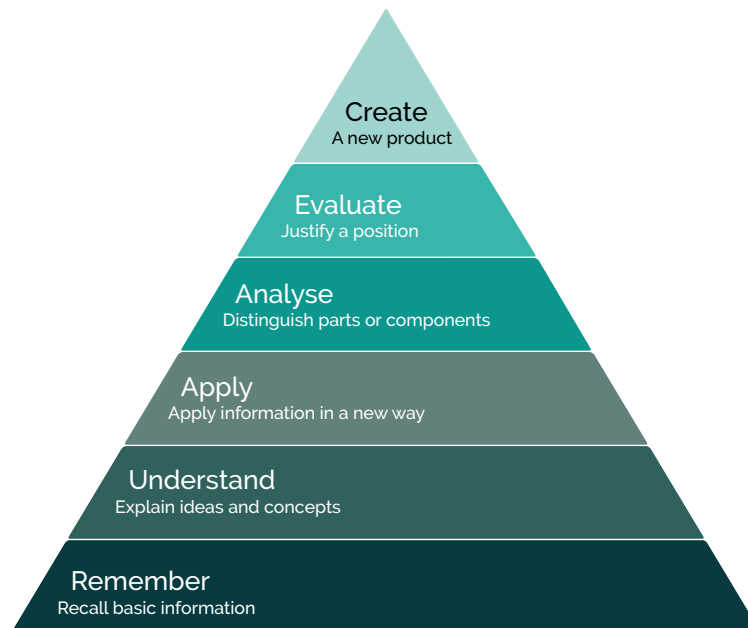 Create
A new product
Evaluate
Justify a position
Analyse
Distinguish parts or components
Apply
Apply information in a new way
Understand
Explain ideas and concepts
Remember
Recall basic information